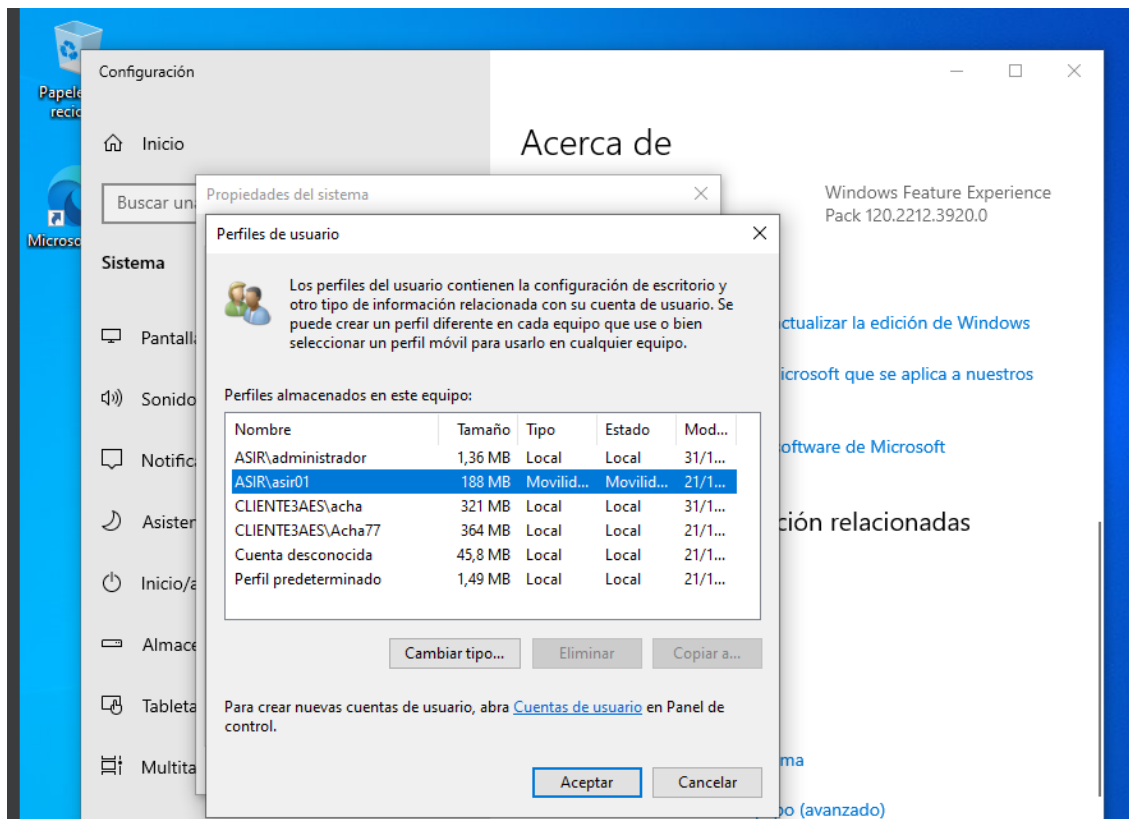 Configuración
Inicio
Propiedades del sistema
Perfiles de usuario
Los perfiles del usuario contienen la configuración de escritorio y
otro tipo de información relacionada con su cuenta de usuario. Se
puede crear un perfil diferente en cada equipo que use o bien
seleccionar un perfil móvil para usarlo en cualquier equipo.
Perfiles almacenados en este equipo:
Nombre Tamaño Tipo Estado Mod...
ASIR\administrador 1,36 MB Local Local 31/1...
ASIR\asir01 188 MB Movilid... Movilid... 21/1...
CLIENTE3AES\acha 321 MB Local Local 31/1...
CLIENTE3AES\Acha77 364 MB Local Local 21/1...
Cuenta desconocida 45,8 MB Local Local 21/1...
Perfil predeterminado 1,49 MB Local Local 21/1...
Cambiar tipo... Eliminar Copiar a...
Para crear nuevas cuentas de usuario, abra Cuentas de usuario en Panel de
control.
Aceptar Cancelar
Buscar un
Sistema
Pantall
Sonido
Notific
Asisten
Inicio/a
Almace
Tableta
Multita
Acerca de
Windows Feature Experience
Pack 120.2212.3920.0
ctualizar la edición de Windows
icrosoft que se aplica a nuestros
oftware de Microsoft
ción relacionadas
ma
po (avanzado)
Papele
recic
Microso